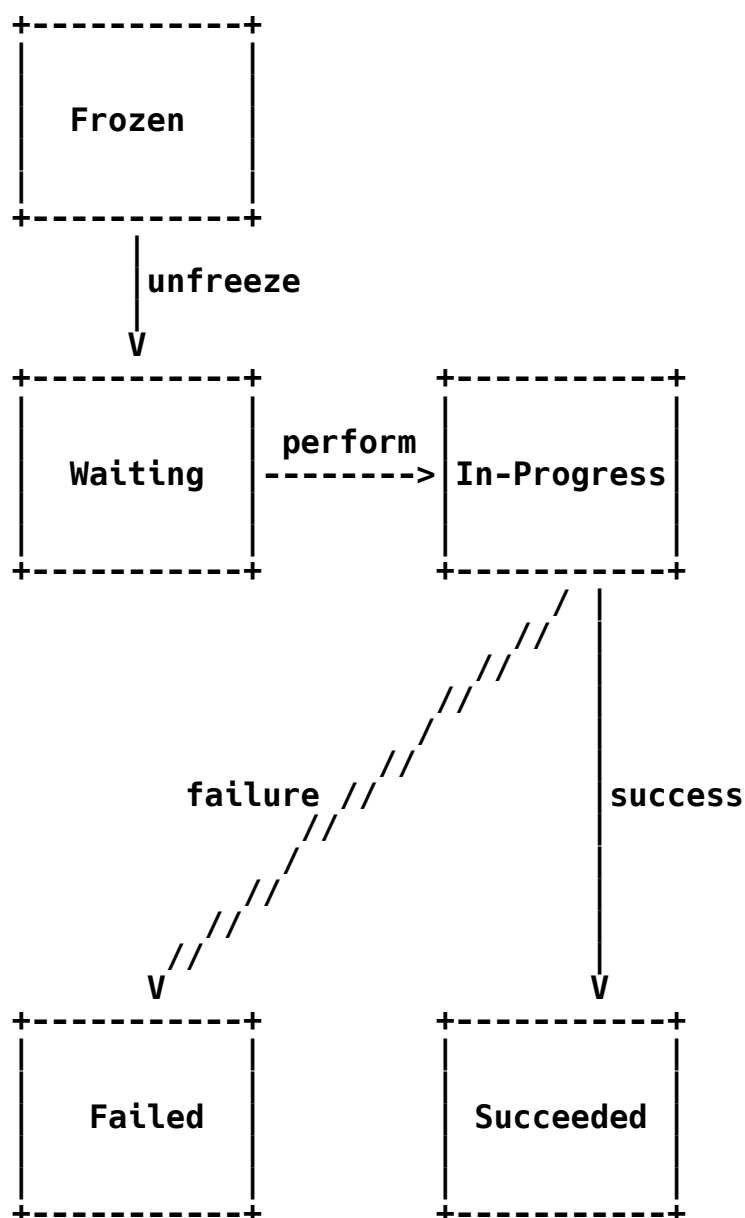 Frozen
unfreeze
perform
Waiting
In-Progress
failure
success
Failed
Succeeded